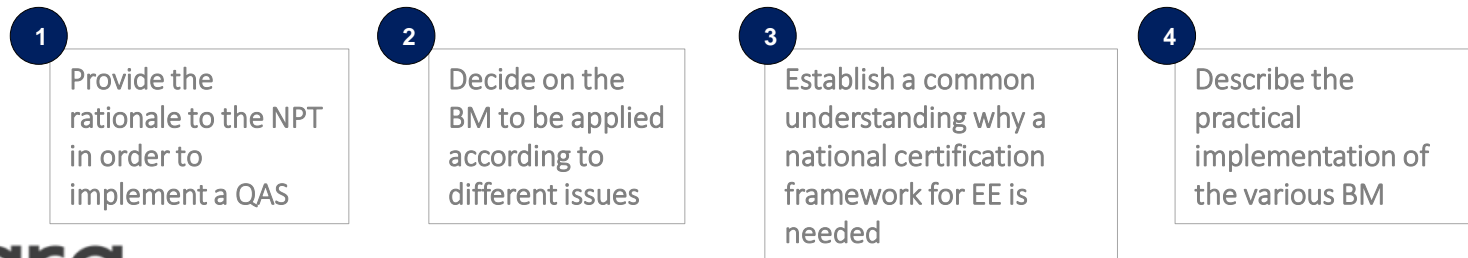 1
Provide the
rationale to the NPT
in order to
implement a QAS
2
Decide on the
BM to be applied
according to
different issues
3
Establish a common
understanding why a
national certification
framework for EE is
needed
4
Describe the
practical
implementation of
the various BM